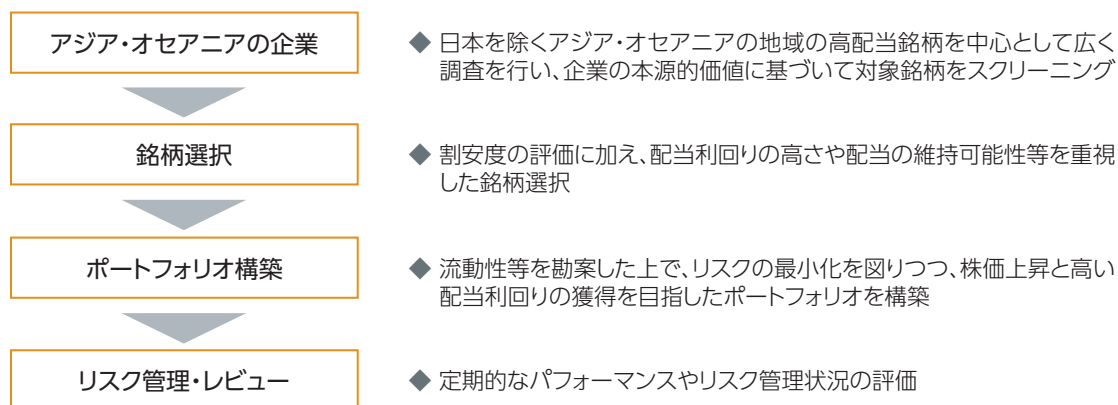 アジア・オセアニアの企業
◆ 日本を除くアジア・オセアニアの地域の高配当銘柄を中心として広く
調査を行い、企業の本源的価値に基づいて対象銘柄をスクリーニング
銘柄選択
◆ 割安度の評価に加え、配当利回りの高さや配当の維持可能性等を重視
した銘柄選択
ポートフォリオ構築
◆ 流動性等を勘案した上で、リスクの最小化を図りつつ、株価上昇と高い
配当利回りの獲得を目指したポートフォリオを構築
リスク管理・レビュー
◆ 定期的なパフォーマンスやリスク管理状況の評価